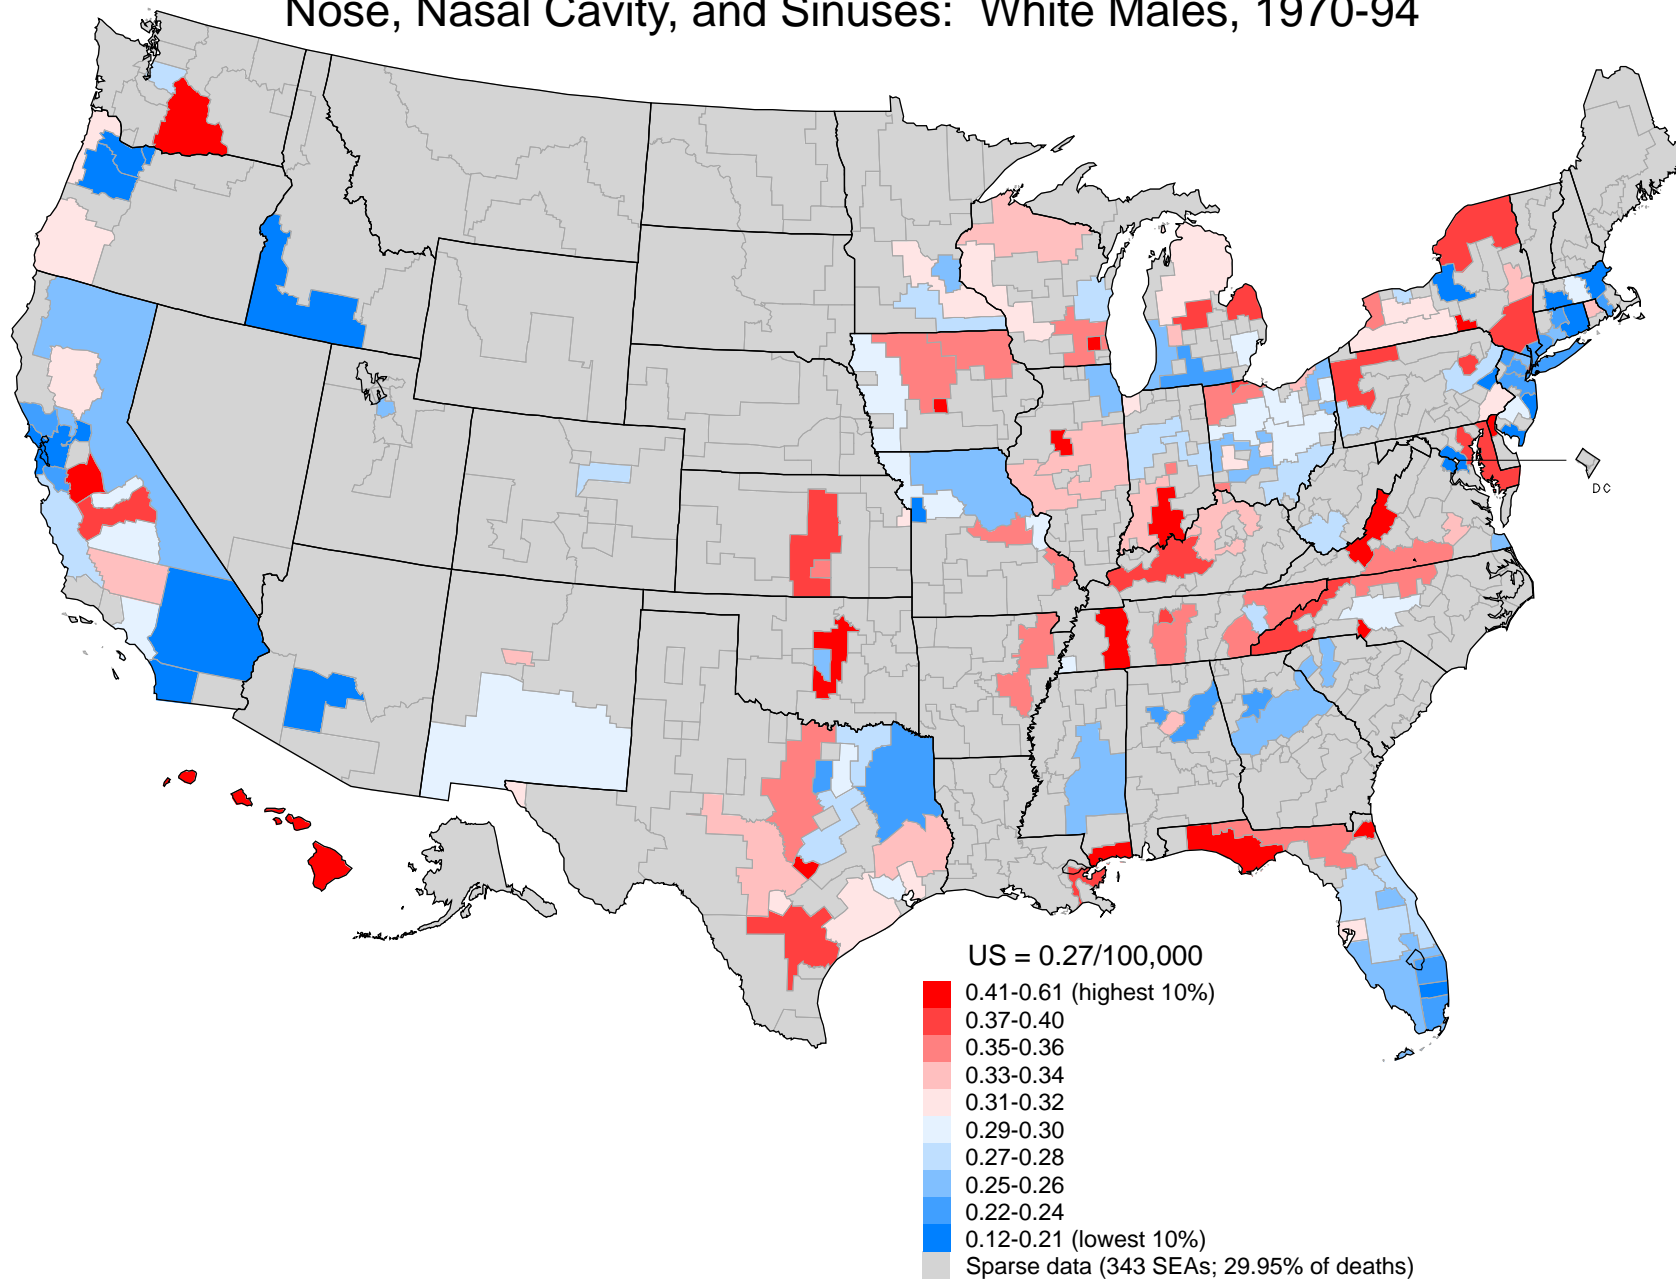 Nose, Nasal Cavity, and Sinuses: White Males, 1970-94
DC
US = 0.27/100,000
0.41-0.61 (highest 10%)
0.37-0.40
0.35-0.36
0.33-0.34
0.31-0.32
0.29-0.30
0.27-0.28
0.25-0.26
0.22-0.24
0.12-0.21 (lowest 10%)
Sparse data (343 SEAs; 29.95% of deaths)